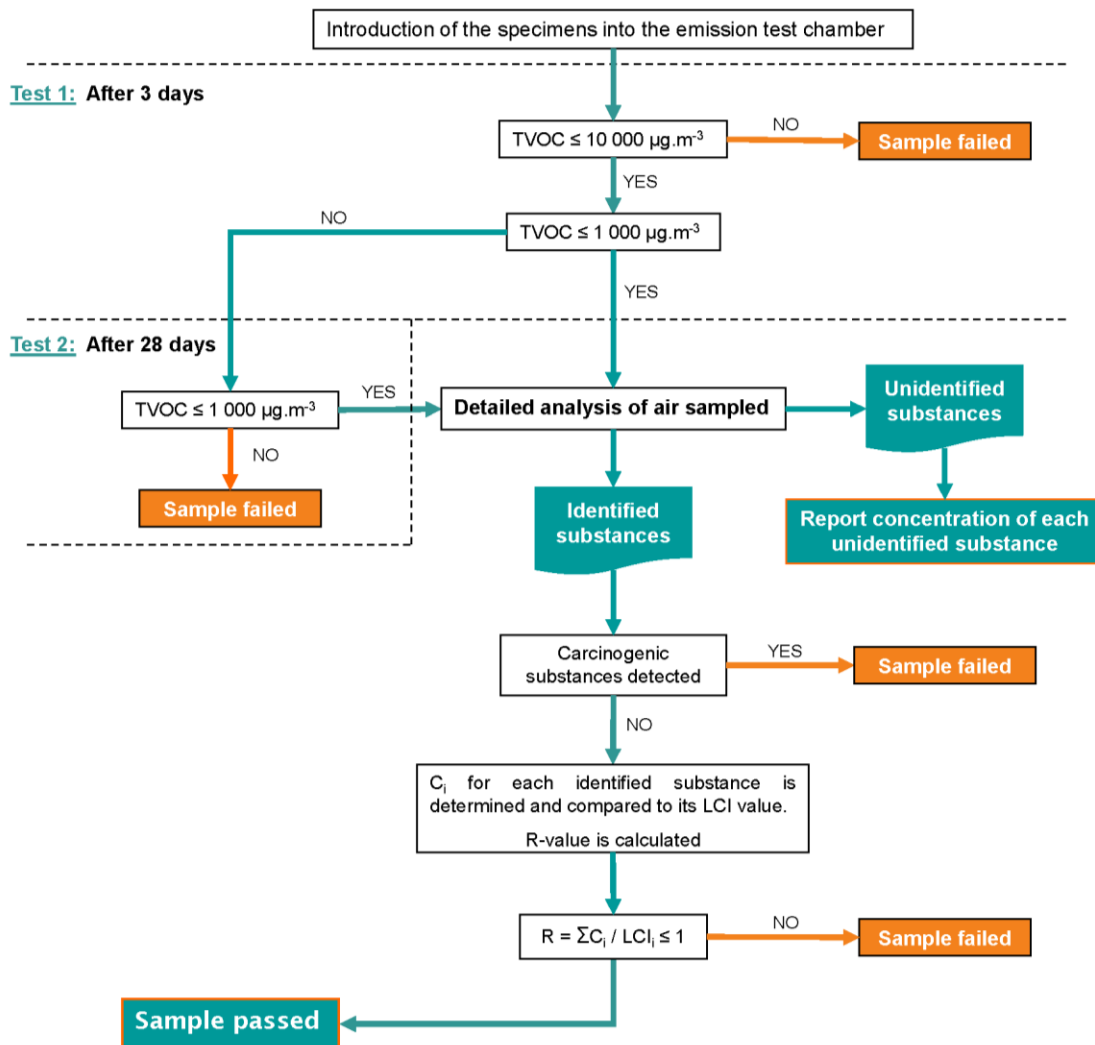 Introduction of the specimens into the emission test chamber
Test 1: After 3 days
TVOC ≤ 10 000 µg.m-3
NO
Sample failed
YES
NO
TVOC ≤ 1 000 µg.m-3
YES
Test 2: After 28 days
TVOC ≤ 1 000 µg.m-3
YES
Detailed analysis of air sampled
Unidentified
substances
NO
Sample failed
Identified
substances
Report concentration of each
unidentified substance
Carcinogenic
substances detected
YES
Sample failed
NO
Ci for each identified substance is
determined and compared to its LCI value.
R-value is calculated
R = ΣCi / LCIi ≤ 1
NO
Sample failed
Sample passed